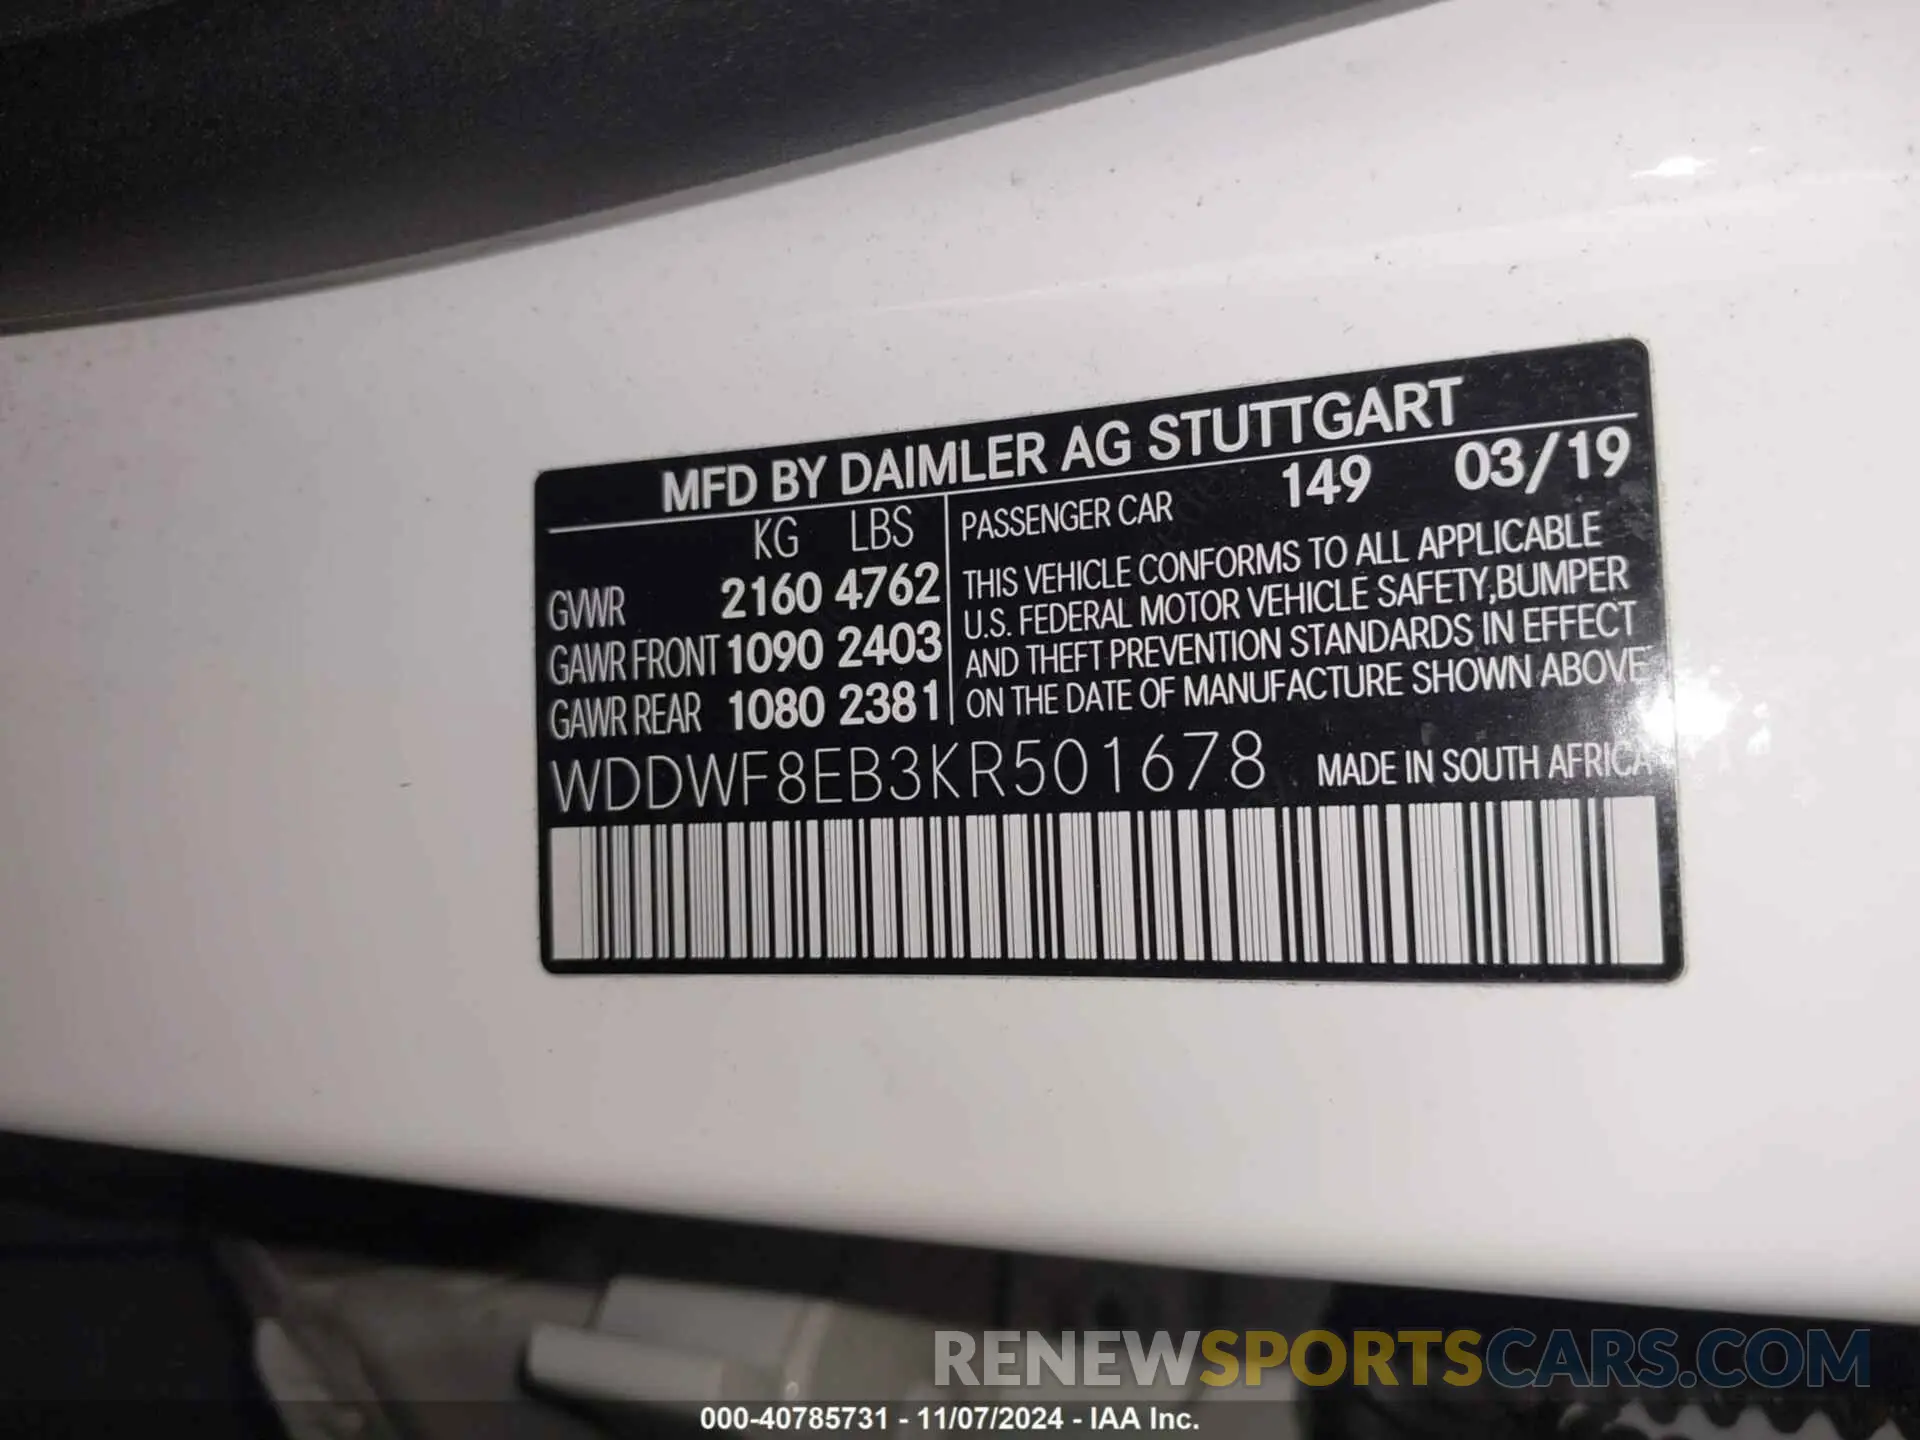 MFD BY DAIMLER AG STUTTGART
KG LBS
GVWR 2160 4762
GAWR FRONT 1090 2403
GAWR REAR 1080 2381
PASSENGER CAR 149 03/19
THIS VEHICLE CONFORMS TO ALL APPLICABLE
U.S. FEDERAL MOTOR VEHICLE SAFETY,BUMPER
AND THEFT PREVENTION STANDARDS IN EFFECT
ON THE DATE OF MANUFACTURE SHOWN ABOVE
WDDWF8EB3KR501678 MADE IN SOUTH AFRICA
RENEWSPORTSCARS.COM
000-40785731 - 11/07/2024 - IAA Inc.